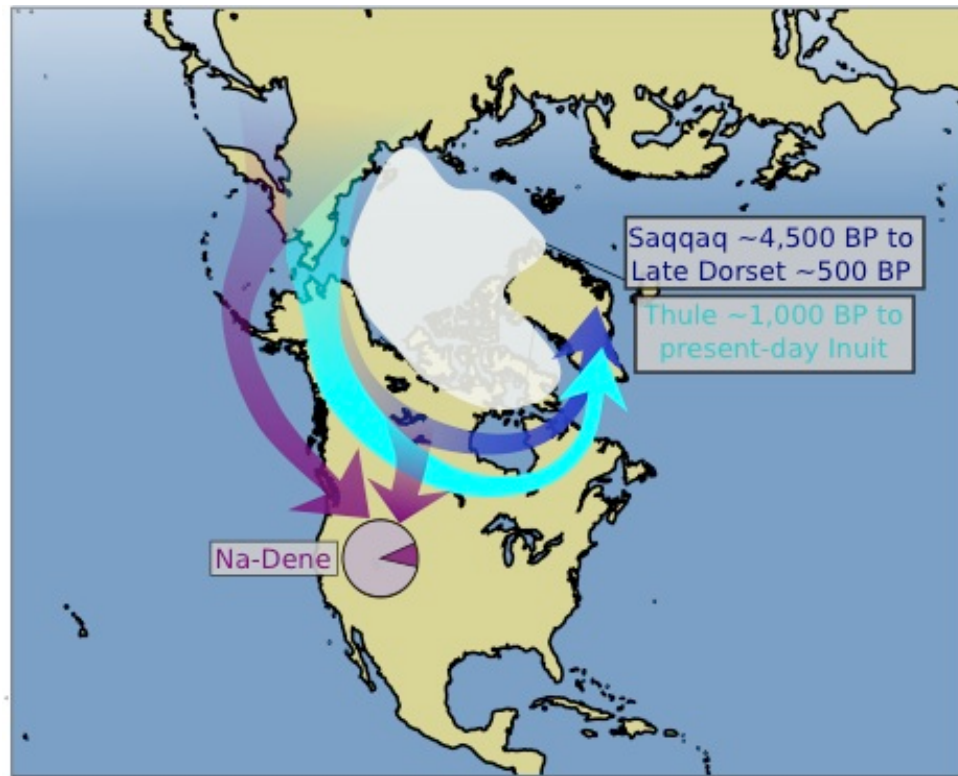 Saqqaq ~4,500 BP to
Late Dorset ~500 BP
Thule ~1,000 BP to
present-day Inuit
Na-Dene